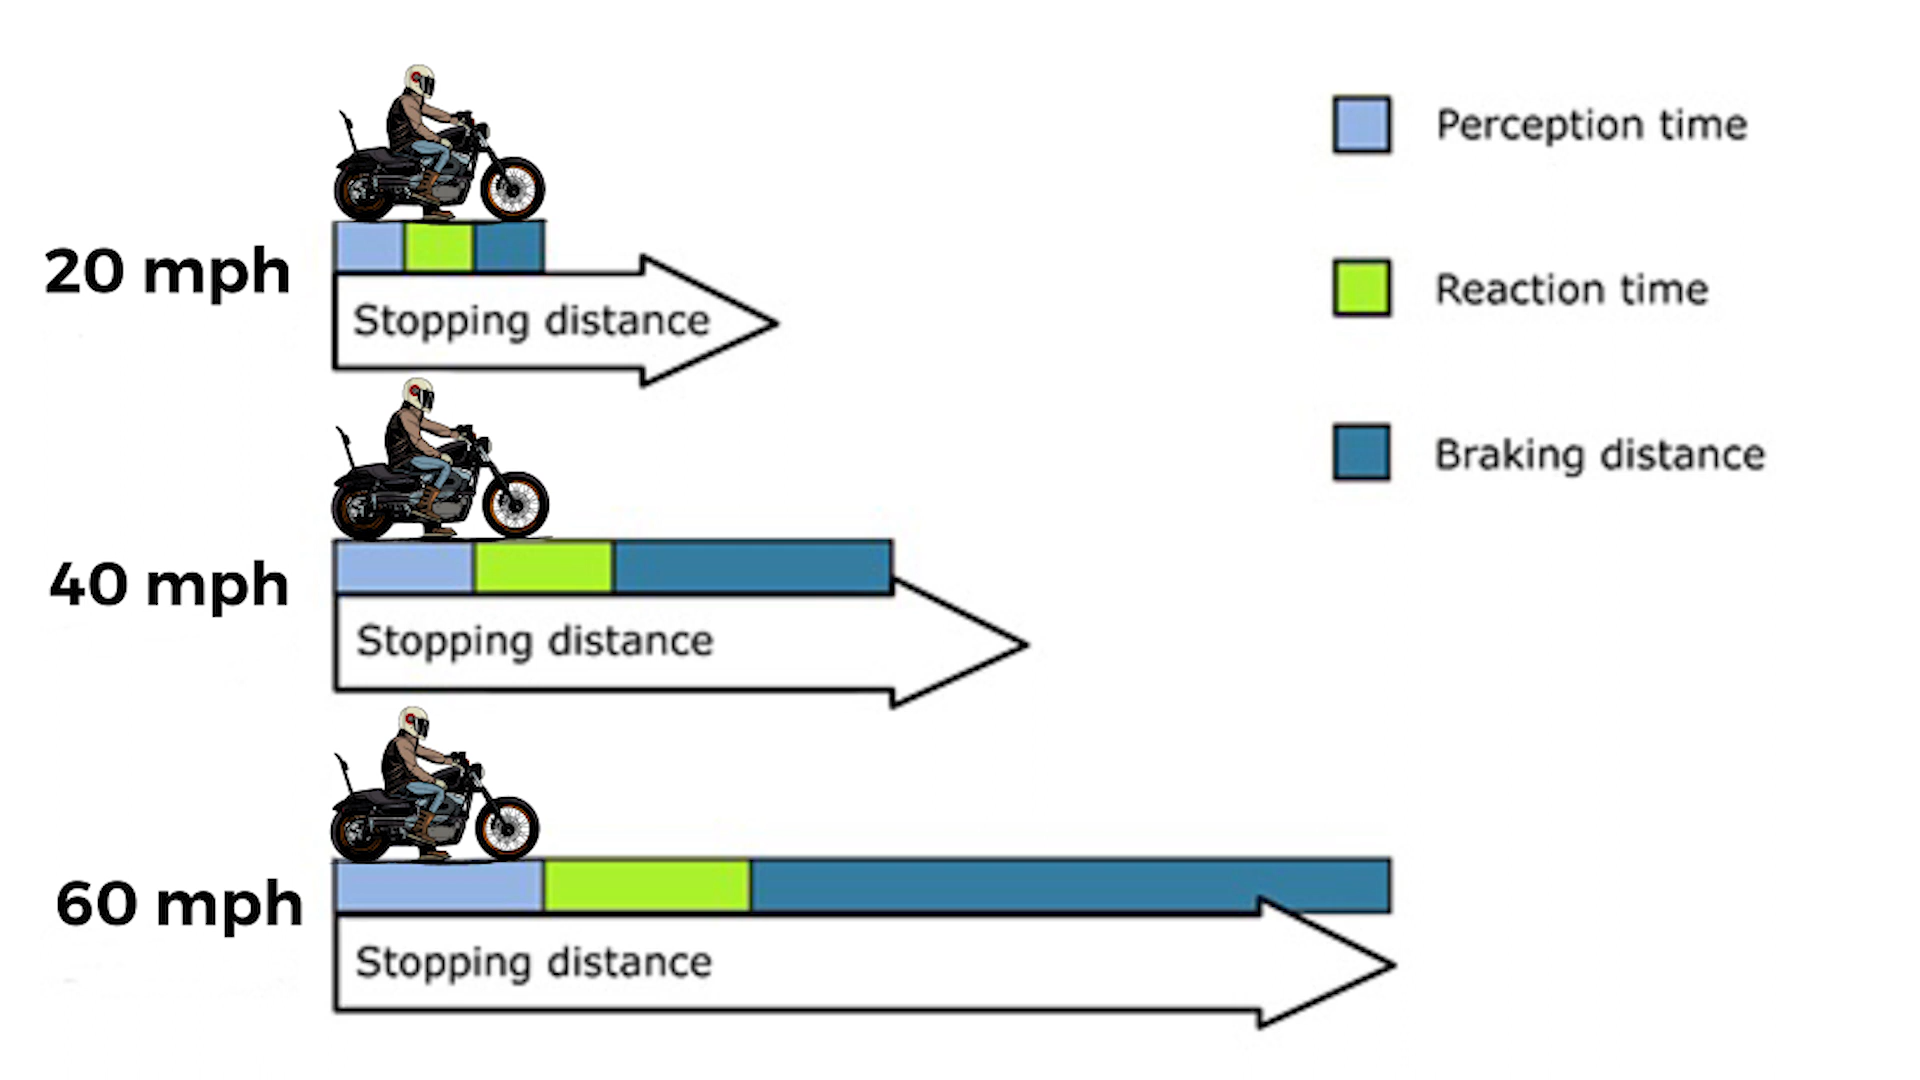 20 mph
Stopping distance
40 mph
Stopping distance
60 mph
Stopping distance
Perception time
Reaction time
Braking distance